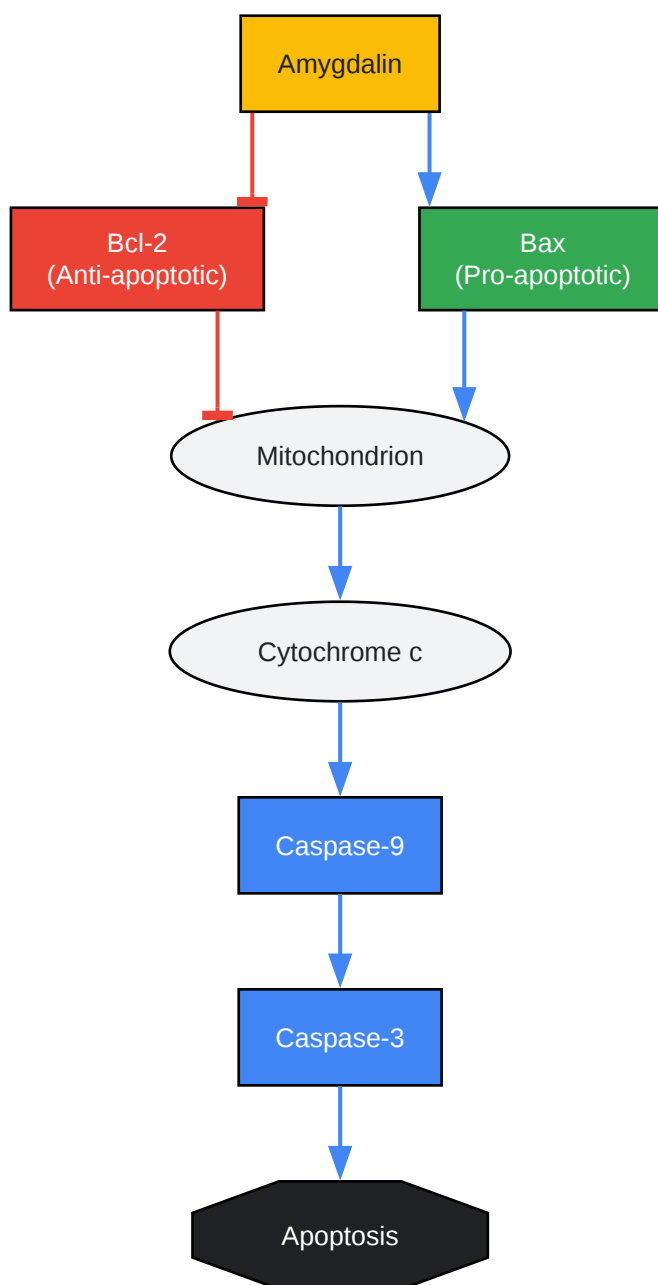 Amygdalin
Bcl-2
(Anti-apoptotic)
Bax
(Pro-apoptotic)
Mitochondrion
Cytochrome c
Caspase-9
Caspase-3
Apoptosis